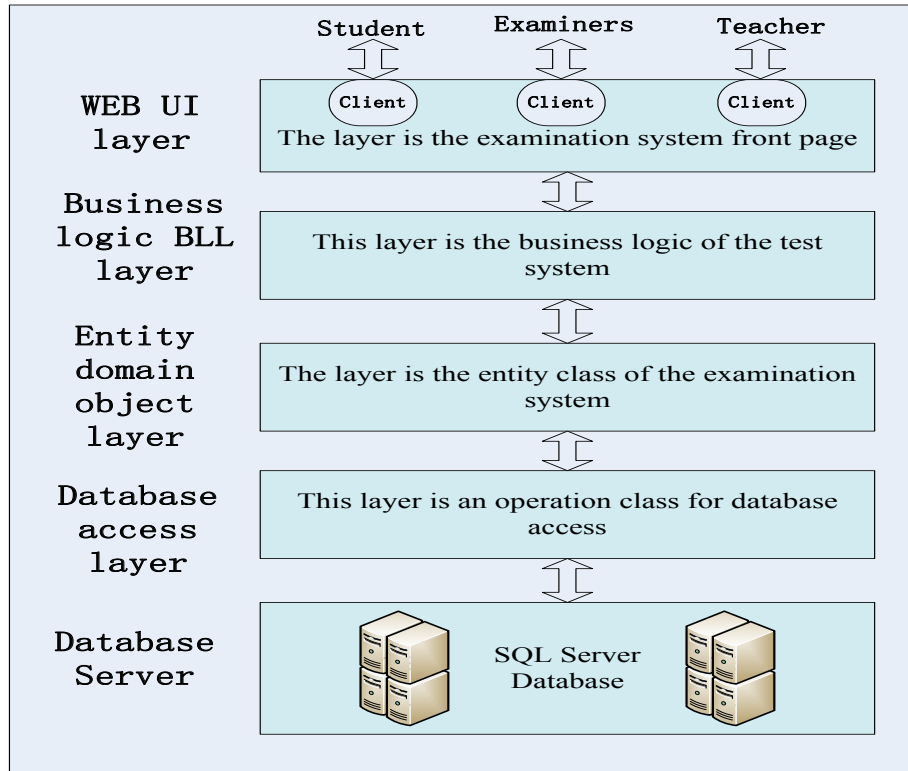 Student
Examiners
Teacher
WEB UI
layer
Client
Client
Client
The layer is the examination system front page
Business
logic BLL
layer
This layer is the business logic of the test
system
Entity
domain
object
layer
The layer is the entity class of the examination
system
Database
access
layer
This layer is an operation class for database
access
Database
Server
SQL Server
Database